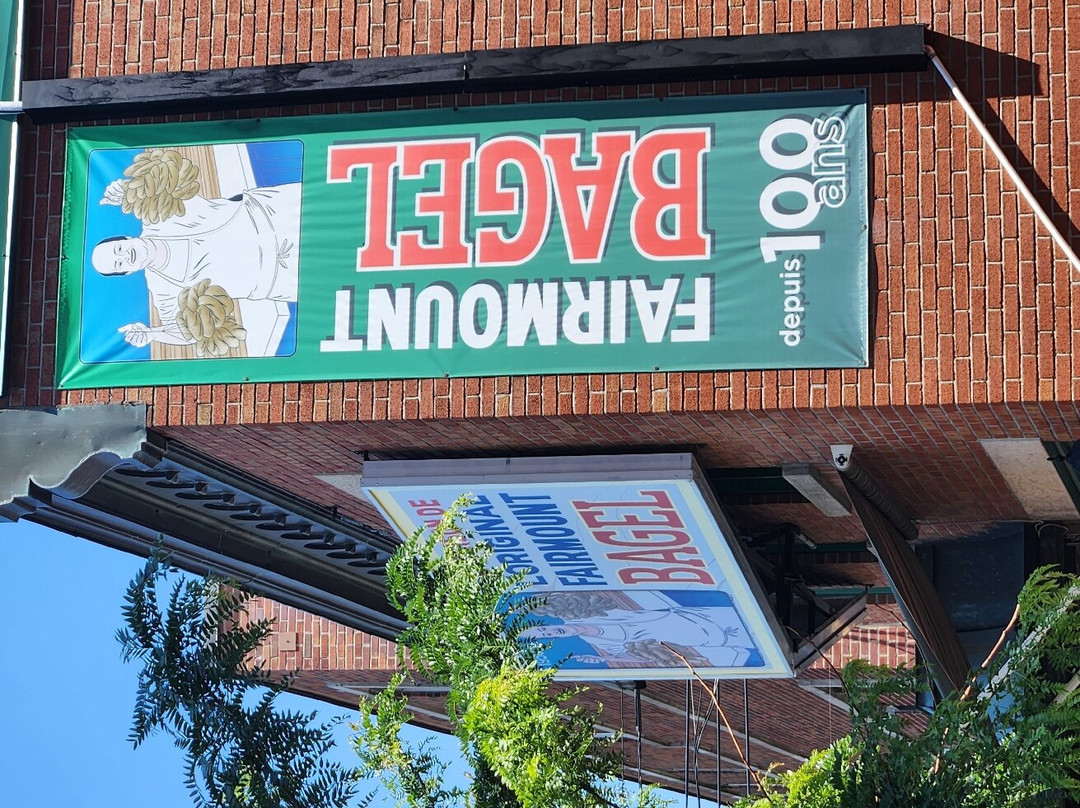 FAIRMOUNT
BAGEL
depuis 100
ans
ORIGINAL
FAIRMOUNT
BAGEL